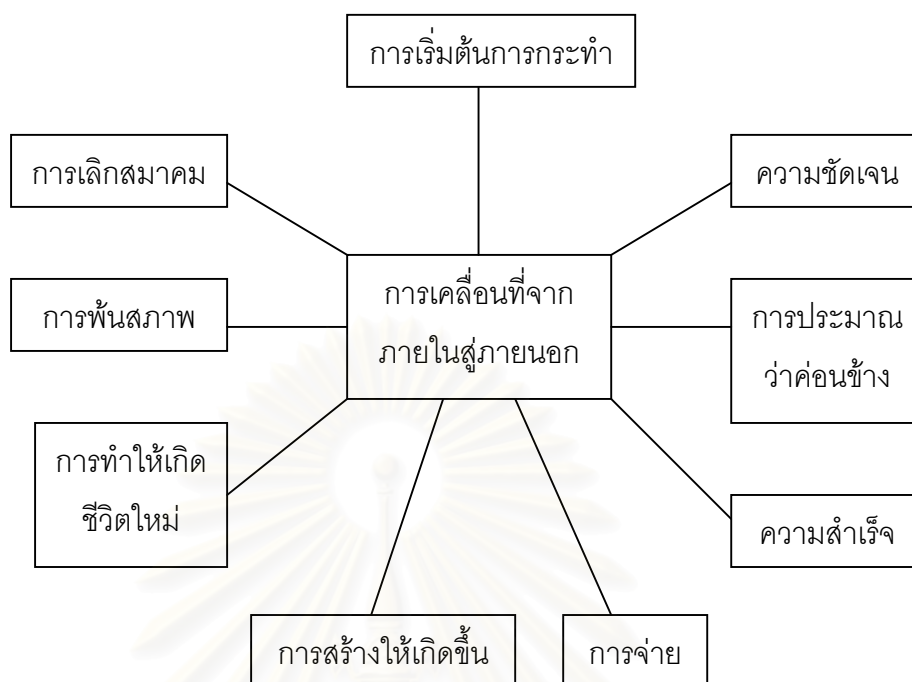 การเริ่มต้นการกระทำ
การเลิกสมาคม
ความชัดเจน
การเคลื่อนที่จาก
ภายในสู่ภายนอก
การพ้นสภาพ
การประมาณ
ว่าค่อนข้าง
การทำให้เกิด
ชีวิตใหม่
ความสำเร็จ
การสร้างให้เกิดขึ้น
การจ่าย